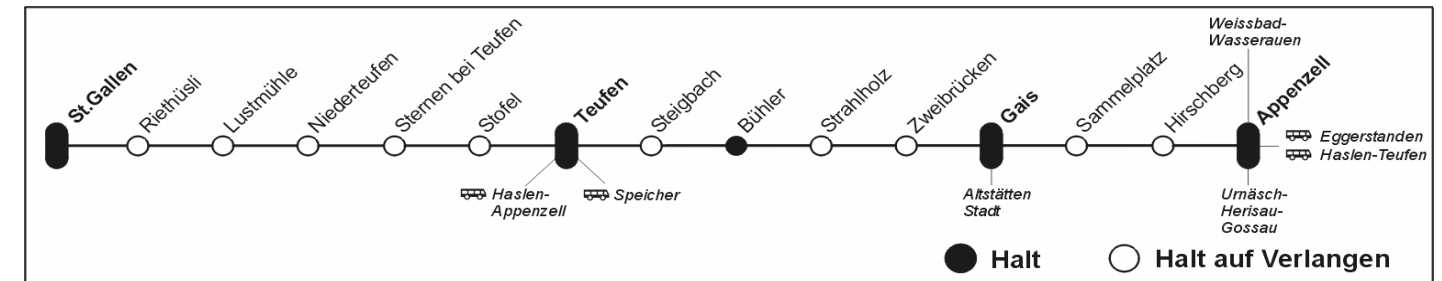 St.Gallen
Riethüsli
Lustmühle
Niederteufen
Sternen bei Teufen
Stofel
Teufen
Steigbach
Bühler
Strahlholz
Zweibrücken
Gais
Sammelplatz
Hirschberg
Appenzell
Weissbad-
Wasserauen
Eggerstanden
Haslen-Teufen
Haslen-
Appenzell
Speicher
Altstätten
Stadt
Urnäsch-
Herisau-
Gossau
Halt
Halt auf Verlangen